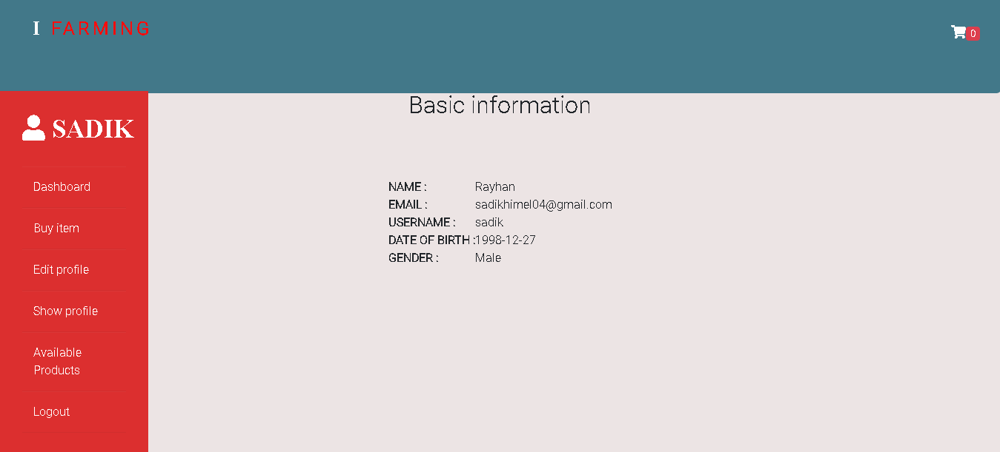 I FARMING
0
SADIK
Basic information
Dashboard
Buy item
Edit profile
Show profile
Available
Products
Logout
NAME : Rayhan
EMAIL : sadikhimel04@gmail.com
USERNAME : sadik
DATE OF BIRTH :1998-12-27
GENDER : Male